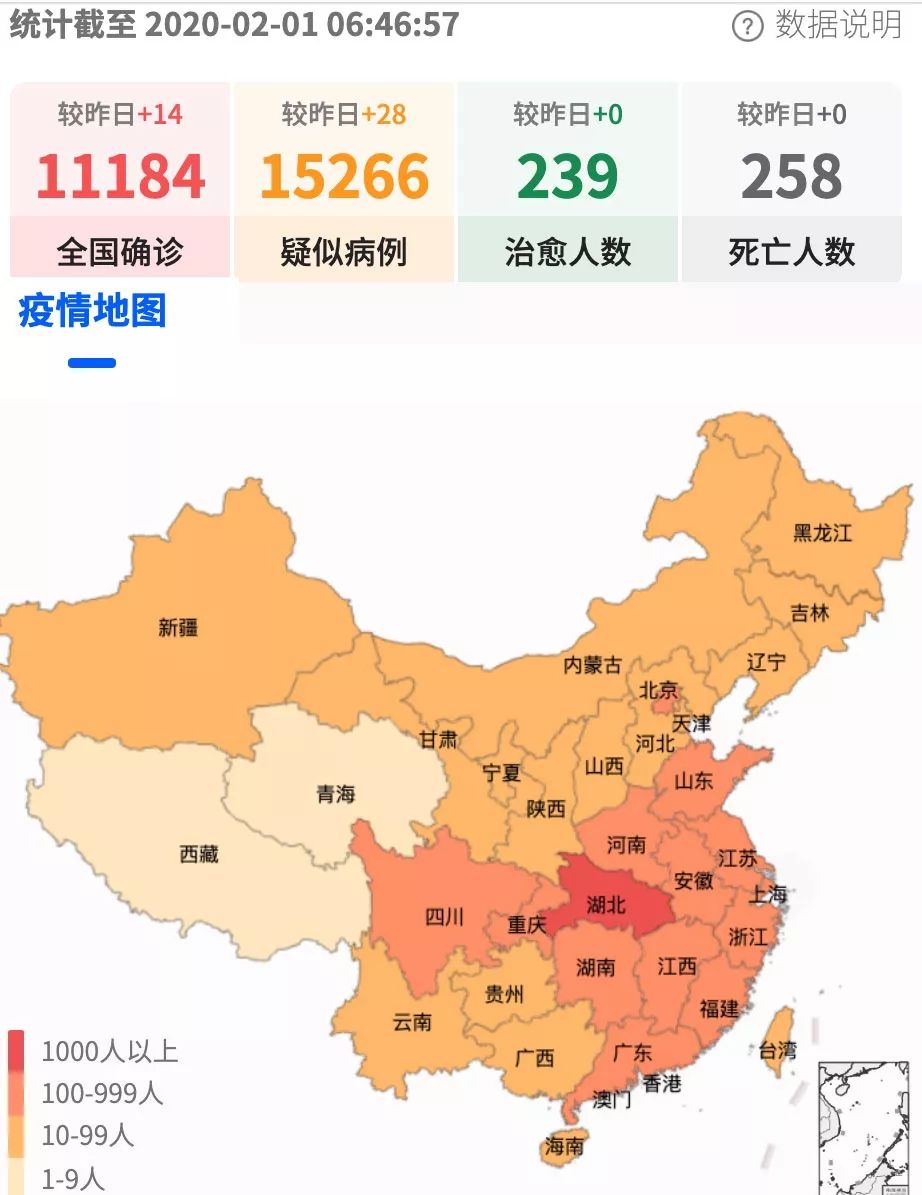 统计截至 2020-02-01 06:46:57
? 数据说明
较昨日+14
11184
全国确诊
较昨日+28
15266
疑似病例
较昨日+0
239
治愈人数
较昨日+0
258
死亡人数
疫情地图
黑龙江
吉林
新疆
内蒙古
辽宁
北京
天津
甘肃
河北
宁夏
山西
山东
青海
陕西
河南
西藏
江苏
安徽
上海
四川
湖北
重庆
浙江
湖南
江西
贵州
福建
云南
广西
广东
台湾
香港
澳门
海南
1000人以上
100-999人
10-99人
1-9人